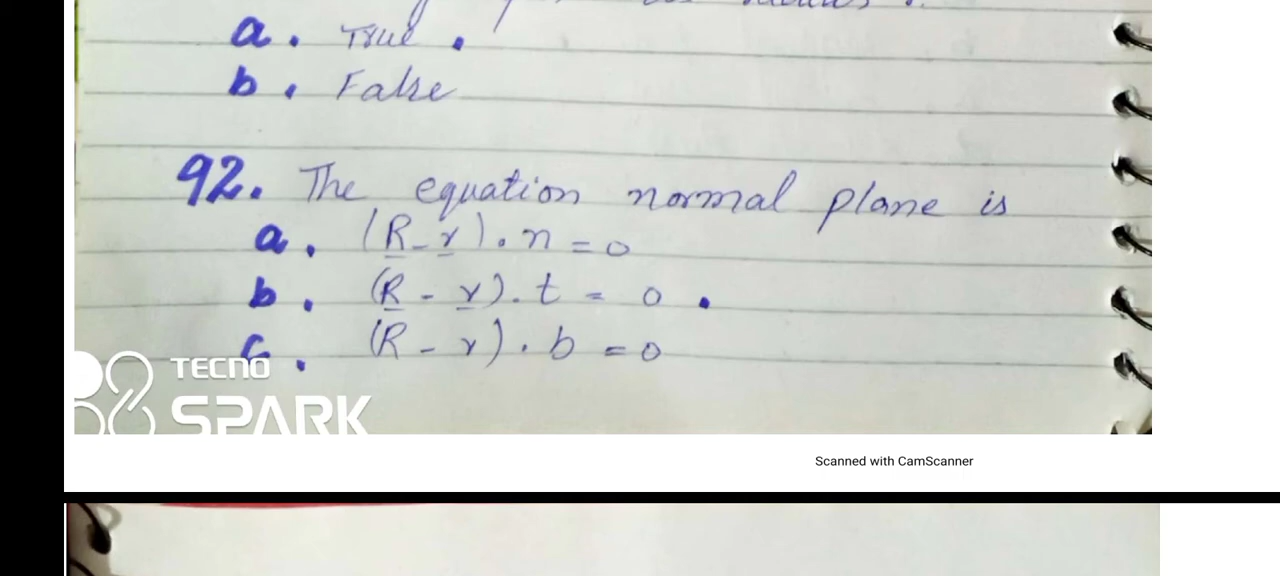 a. True .
b. False
92. The equation normal plane is
a. (R - r) . n = 0
b. (R - r) . t = 0 .
c. (R - r) . b = 0
TECNO
SPARK
Scanned with CamScanner